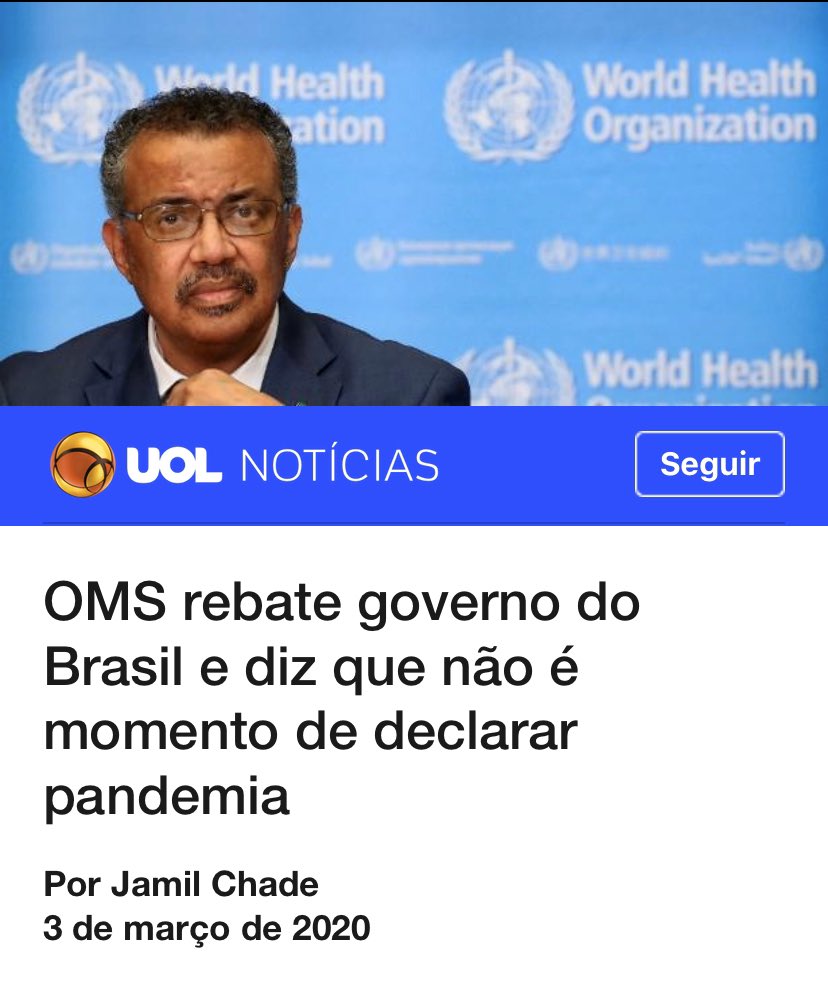 World Health
ation
World Health
Organization
World Health
UOL NOTÍCIAS
Seguir
OMS rebate governo do
Brasil e diz que não é
momento de declarar
pandemia
Por Jamil Chade
3 de março de 2020